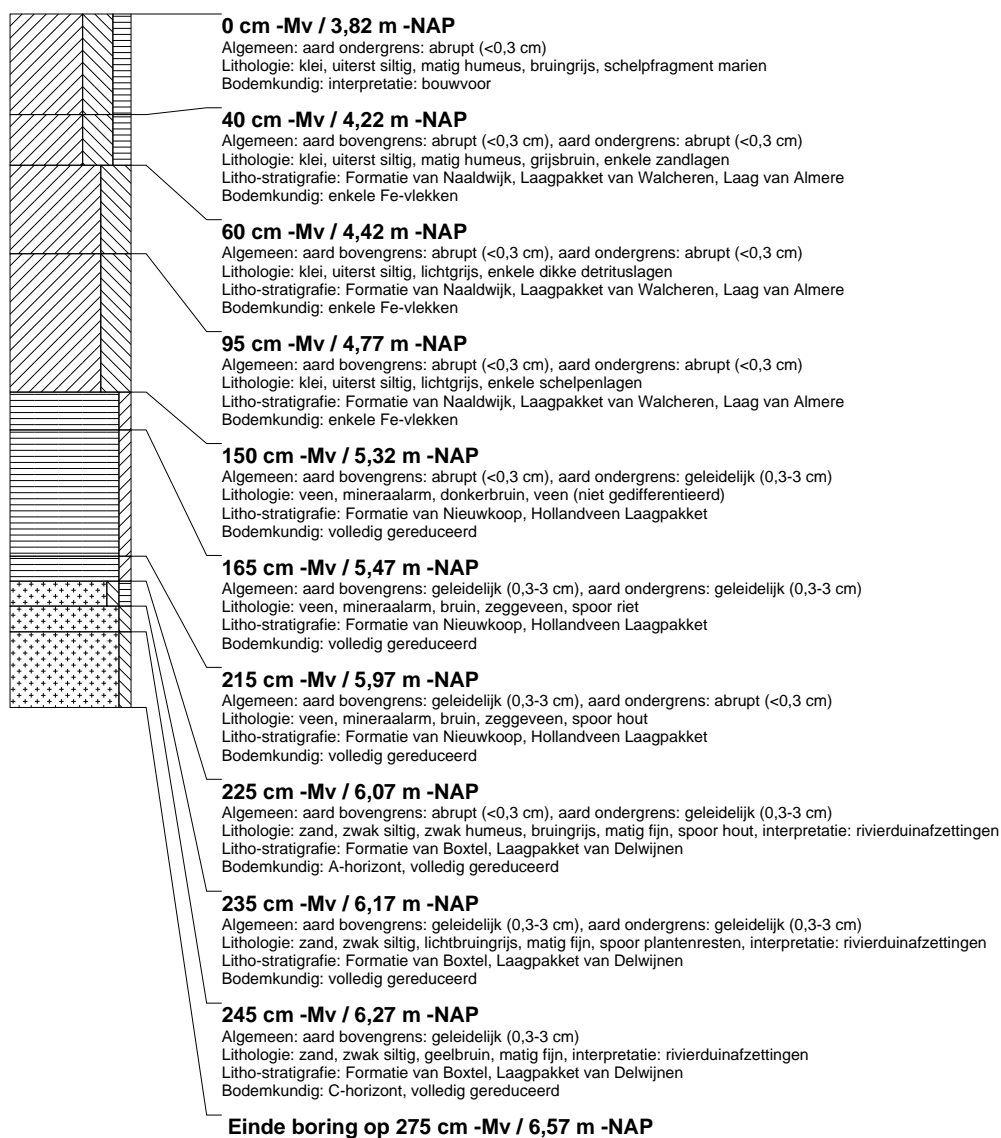 0 cm -Mv / 3,82 m -NAP
Algemeen: aard ondergrens: abrupt (<0,3 cm)
Lithologie: klei, uiterst siltig, matig humeus, bruingrijs, schelpfragment marien
Bodemkundig: interpretatie: bouwvoor
40 cm -Mv / 4,22 m -NAP
Algemeen: aard bovengrens: abrupt (<0,3 cm), aard ondergrens: abrupt (<0,3 cm)
Lithologie: klei, uiterst siltig, matig humeus, grijsbruin, enkele zandlagen
Litho-stratigrafie: Formatie van Naaldwijk, Laagpakket van Walcheren, Laag van Almere
Bodemkundig: enkele Fe-vlekken
60 cm -Mv / 4,42 m -NAP
Algemeen: aard bovengrens: abrupt (<0,3 cm), aard ondergrens: abrupt (<0,3 cm)
Lithologie: klei, uiterst siltig, lichtgrijs, enkele dikke detrituslagen
Litho-stratigrafie: Formatie van Naaldwijk, Laagpakket van Walcheren, Laag van Almere
Bodemkundig: enkele Fe-vlekken
95 cm -Mv / 4,77 m -NAP
Algemeen: aard bovengrens: abrupt (<0,3 cm), aard ondergrens: abrupt (<0,3 cm)
Lithologie: klei, uiterst siltig, lichtgrijs, enkele schelpenlagen
Litho-stratigrafie: Formatie van Naaldwijk, Laagpakket van Walcheren, Laag van Almere
Bodemkundig: enkele Fe-vlekken
150 cm -Mv / 5,32 m -NAP
Algemeen: aard bovengrens: abrupt (<0,3 cm), aard ondergrens: geleidelijk (0,3-3 cm)
Lithologie: veen, mineraalarm, donkerbruin, veen (niet gedifferentieerd)
Litho-stratigrafie: Formatie van Nieuwkoop, Hollandveen Laagpakket
Bodemkundig: volledig gereduceerd
165 cm -Mv / 5,47 m -NAP
Algemeen: aard bovengrens: geleidelijk (0,3-3 cm), aard ondergrens: geleidelijk (0,3-3 cm)
Lithologie: veen, mineraalarm, bruin, zeggeveen, spoor riet
Litho-stratigrafie: Formatie van Nieuwkoop, Hollandveen Laagpakket
Bodemkundig: volledig gereduceerd
215 cm -Mv / 5,97 m -NAP
Algemeen: aard bovengrens: geleidelijk (0,3-3 cm), aard ondergrens: abrupt (<0,3 cm)
Lithologie: veen, mineraalarm, bruin, zeggeveen, spoor hout
Litho-stratigrafie: Formatie van Nieuwkoop, Hollandveen Laagpakket
Bodemkundig: volledig gereduceerd
225 cm -Mv / 6,07 m -NAP
Algemeen: aard bovengrens: abrupt (<0,3 cm), aard ondergrens: geleidelijk (0,3-3 cm)
Lithologie: zand, zwak siltig, zwak humeus, bruingrijs, matig fijn, spoor hout, interpretatie: rivierduinafzettingen
Litho-stratigrafie: Formatie van Boxtel, Laagpakket van Delwijnen
Bodemkundig: A-horizont, volledig gereduceerd
235 cm -Mv / 6,17 m -NAP
Algemeen: aard bovengrens: geleidelijk (0,3-3 cm), aard ondergrens: geleidelijk (0,3-3 cm)
Lithologie: zand, zwak siltig, lichtbruingrijs, matig fijn, spoor plantenresten, interpretatie: rivierduinafzettingen
Litho-stratigrafie: Formatie van Boxtel, Laagpakket van Delwijnen
Bodemkundig: volledig gereduceerd
245 cm -Mv / 6,27 m -NAP
Algemeen: aard bovengrens: geleidelijk (0,3-3 cm)
Lithologie: zand, zwak siltig, geelbruin, matig fijn, interpretatie: rivierduinafzettingen
Litho-stratigrafie: Formatie van Boxtel, Laagpakket van Delwijnen
Bodemkundig: C-horizont, volledig gereduceerd
Einde boring op 275 cm -Mv / 6,57 m -NAP